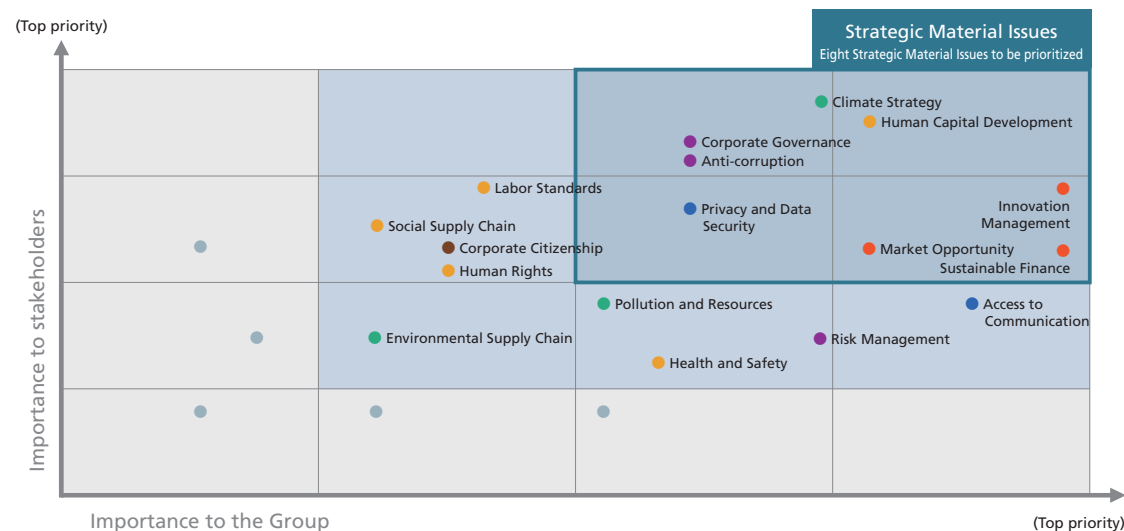 (Top priority)
Strategic Material Issues
Eight Strategic Material Issues to be prioritized
Climate Strategy
Human Capital Development
Corporate Governance
Anti-corruption
Labor Standards
Privacy and Data
Security
Innovation
Management
Social Supply Chain
Corporate Citizenship
Human Rights
Market Opportunity
Sustainable Finance
Pollution and Resources
Access to
Communication
Environmental Supply Chain
Risk Management
Health and Safety
Importance to stakeholders
Importance to the Group
(Top priority)